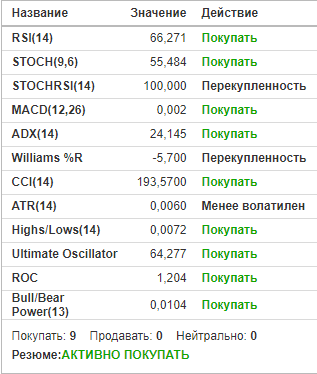 Название Значение Действие
RSI(14) 66,271 Покупать
STOCH(9,6) 55,484 Покупать
STOCHRSI(14) 100,000 Перекупленность
MACD(12,26) 0,002 Покупать
ADX(14) 24,145 Покупать
Williams %R -5,700 Перекупленность
CCI(14) 193,5700 Покупать
ATR(14) 0,0060 Менее волатилен
Highs/Lows(14) 0,0072 Покупать
Ultimate Oscillator 64,277 Покупать
ROC 1,204 Покупать
Bull/Bear
Power(13) 0,0104 Покупать
Покупать: 9 Продавать: 0 Нейтрально: 0
Резюме:АКТИВНО ПОКУПАТЬ